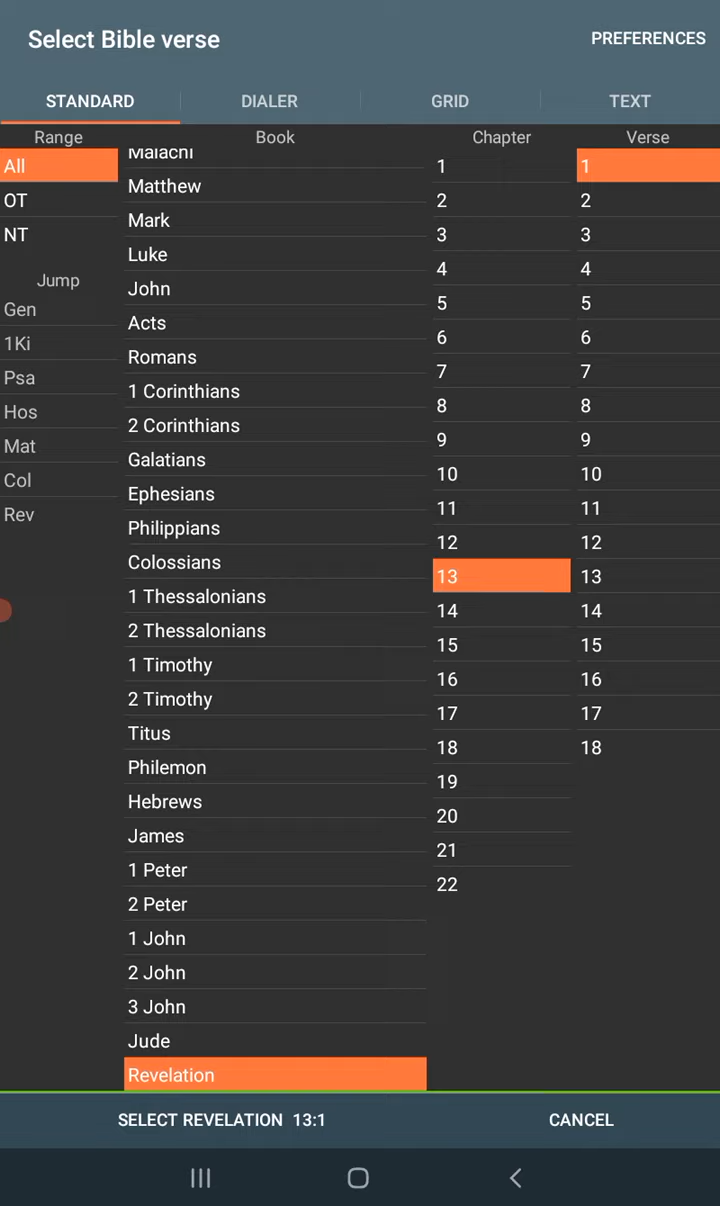 Select Bible verse
PREFERENCES
STANDARD
DIALER
GRID
TEXT
Range
All
OT
NT
Jump
Gen
1Ki
Psa
Hos
Mat
Col
Rev
Book
Malachi
Matthew
Mark
Luke
John
Acts
Romans
1 Corinthians
2 Corinthians
Galatians
Ephesians
Philippians
Colossians
1 Thessalonians
2 Thessalonians
1 Timothy
2 Timothy
Titus
Philemon
Hebrews
James
1 Peter
2 Peter
1 John
2 John
3 John
Jude
Revelation
Chapter
1
2
3
4
5
6
7
8
9
10
11
12
13
14
15
16
17
18
19
20
21
22
Verse
1
2
3
4
5
6
7
8
9
10
11
12
13
14
15
16
17
18
SELECT REVELATION 13:1
CANCEL